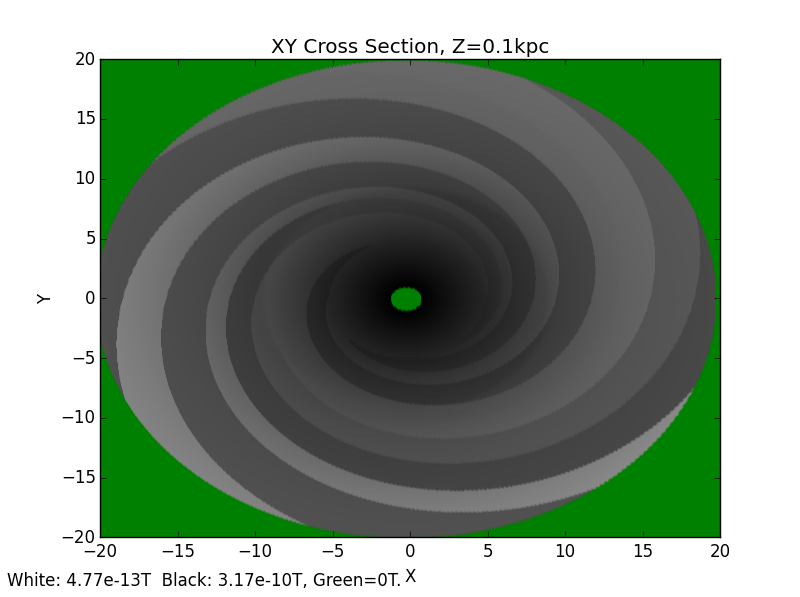 XY Cross Section, Z=0.1kpc
20
15
10
5
0
−5
−10
−15
−20
Y
−20 −15 −10 −5 0 5 10 15 20
X
White: 4.77e-13T  Black: 3.17e-10T, Green=0T.